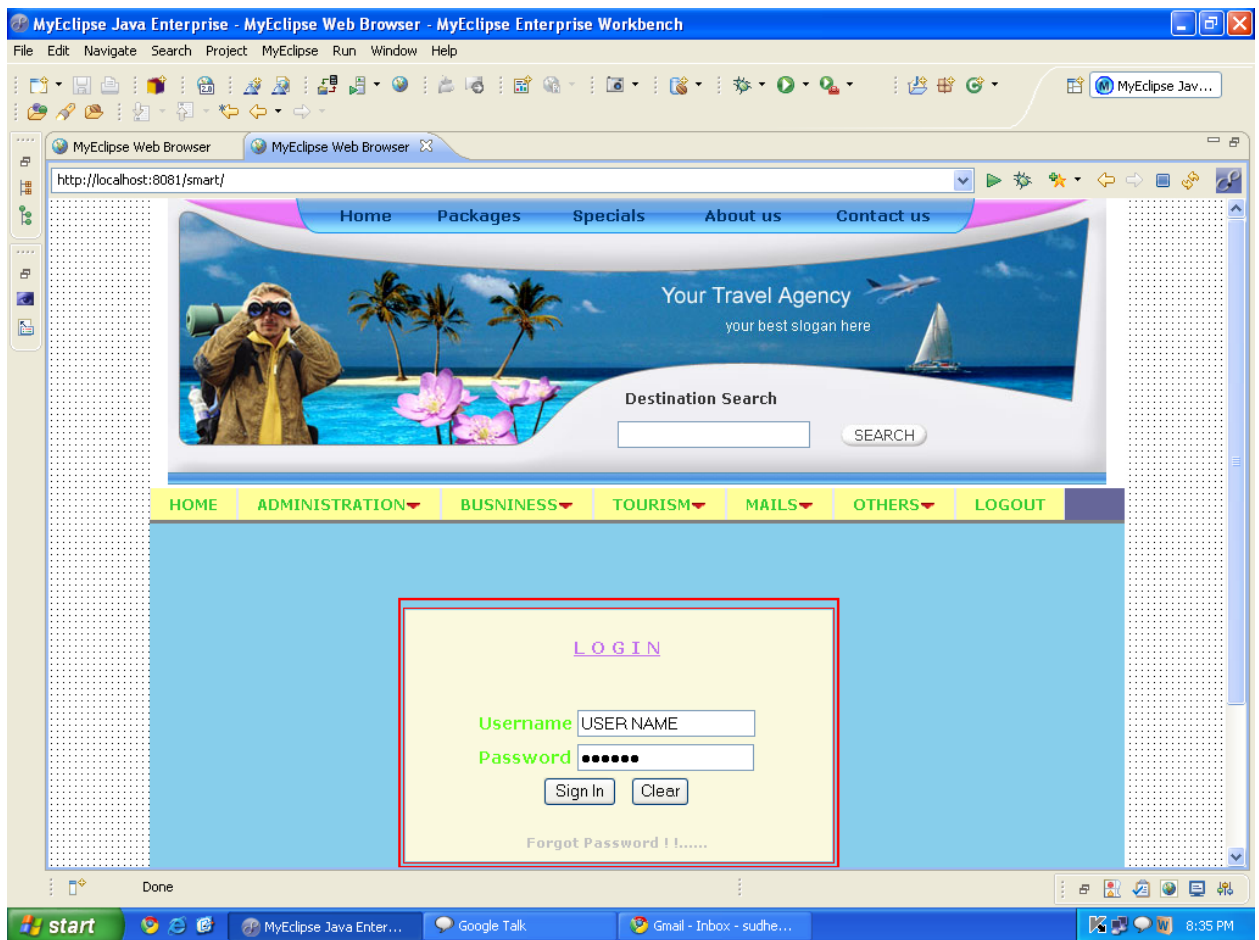 MyEclipse Java Enterprise - MyEclipse Web Browser - MyEclipse Enterprise Workbench
File Edit Navigate Search Project MyEclipse Run Window Help
2.0
MyEclipse Jav...
MyEclipse Web Browser MyEclipse Web Browser
http://localhost:8081/smart/
Home Packages Specials About us Contact us
Your Travel Agency
your best slogan here
Destination Search
SEARCH
HOME ADMINISTRATION BUSNINESS TOURISM MAILS OTHERS LOGOUT
L O G I N
Username USER NAME
Password ●●●●●●
Sign In Clear
Forgot Password ! !......
Done
start MyEclipse Java Enter... Google Talk Gmail - Inbox - sudhe... 8:35 PM